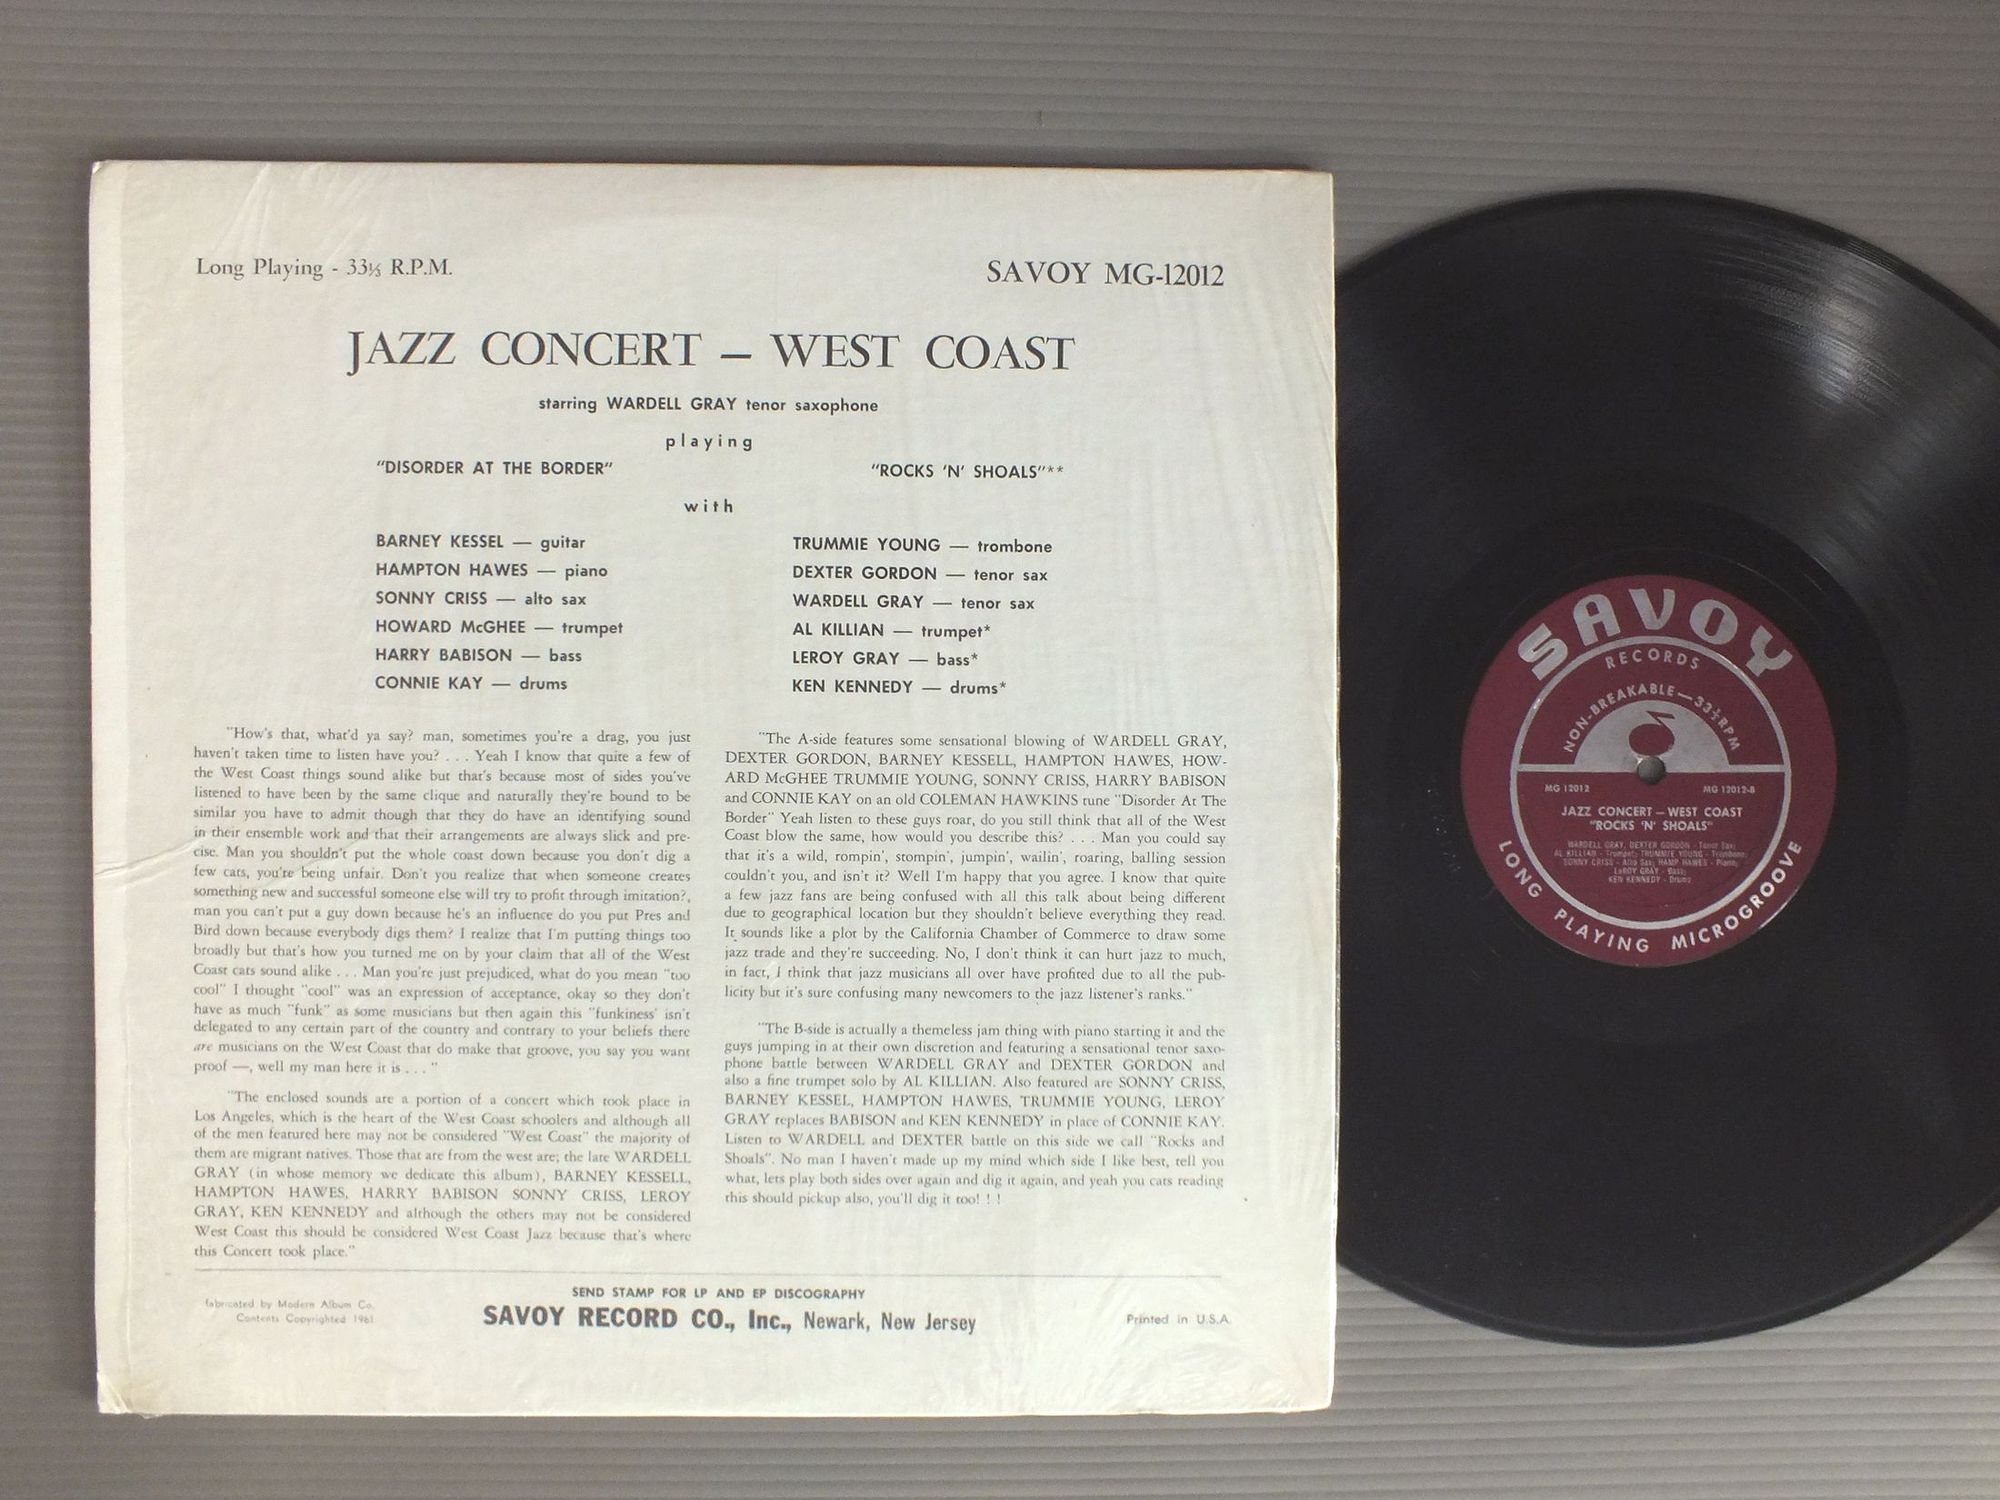 Long Playing - 33⅓ R.P.M.
SAVOY MG-12012
JAZZ CONCERT – WEST COAST
starring WARDELL GRAY tenor saxophone
playing
"DISORDER AT THE BORDER"
"ROCKS 'N' SHOALS"**
with
BARNEY KESSEL — guitar
HAMPTON HAWES — piano
SONNY CRISS — alto sax
HOWARD McGHEE — trumpet
HARRY BABISON — bass
CONNIE KAY — drums
TRUMMIE YOUNG — trombone
DEXTER GORDON — tenor sax
WARDELL GRAY — tenor sax
AL KILLIAN — trumpet*
LEROY GRAY — bass*
KEN KENNEDY — drums*
"How's that, what'd ya say? man, sometimes you're a drag, you just
haven't taken time to listen have you? . . . Yeah I know that quite a few of
the West Coast things sound alike but that's because most of sides you've
listened to have been by the same clique and naturally they're bound to be
similar you have to admit though that they do have an identifying sound
in their ensemble work and that their arrangements are always slick and pre-
cise. Man you shouldn't put the whole coast down because you don't dig a
few cats, you're being unfair. Don't you realize that when someone creates
something new and successful someone else will try to profit through imitation?,
man you can't put a guy down because he's an influence do you put Pres and
Bird down because everybody digs them? I realize that I'm putting things too
broadly but that's how you turned me on by your claim that all of the West
Coast cats sound alike . . . Man you're just prejudiced, what do you mean "too
cool" I thought "cool" was an expression of acceptance, okay so they don't
have as much "funk" as some musicians but then again this "funkiness' isn't
delegated to any certain part of the country and contrary to your beliefs there
are musicians on the West Coast that do make that groove, you say you want
proof —, well my man here it is . . . "
"The enclosed sounds are a portion of a concert which took place in
Los Angeles, which is the heart of the West Coast schoolers and although all
of the men featured here may not be considered "West Coast" the majority of
them are migrant natives. Those that are from the west are; the late WARDELL
GRAY (in whose memory we dedicate this album), BARNEY KESSELL,
HAMPTON HAWES, HARRY BABISON SONNY CRISS, LEROY
GRAY, KEN KENNEDY and although the others may not be considered
West Coast this should be considered West Coast Jazz because that's where
this Concert took place."
"The A-side features some sensational blowing of WARDELL GRAY,
DEXTER GORDON, BARNEY KESSELL, HAMPTON HAWES, HOW-
ARD McGHEE TRUMMIE YOUNG, SONNY CRISS, HARRY BABISON
and CONNIE KAY on an old COLEMAN HAWKINS tune "Disorder At The
Border" Yeah listen to these guys roar, do you still think that all of the West
Coast blow the same, how would you describe this? . . . Man you could say
that it's a wild, rompin', stompin', jumpin', wailin', roaring, balling session
couldn't you, and isn't it? Well I'm happy that you agree. I know that quite
a few jazz fans are being confused with all this talk about being different
due to geographical location but they shouldn't believe everything they read.
It sounds like a plot by the California Chamber of Commerce to draw some
jazz trade and they're succeeding. No, I don't think it can hurt jazz to much,
in fact, I think that jazz musicians all over have profited due to all the pub-
licity but it's sure confusing many newcomers to the jazz listener's ranks."
"The B-side is actually a themeless jam thing with piano starting it and the
guys jumping in at their own discretion and featuring a sensational tenor saxo-
phone battle between WARDELL GRAY and DEXTER GORDON and
also a fine trumpet solo by AL KILLIAN. Also featured are SONNY CRISS,
BARNEY KESSEL, HAMPTON HAWES, TRUMMIE YOUNG, LEROY
GRAY replaces BABISON and KEN KENNEDY in place of CONNIE KAY.
Listen to WARDELL and DEXTER battle on this side we call "Rocks and
Shoals". No man I haven't made up my mind which side I like best, tell you
what, lets play both sides over again and dig it again, and yeah you cats reading
this should pickup also, you'll dig it too! ! !
SEND STAMP FOR LP AND EP DISCOGRAPHY
fabricated by Modern Album Co.
Contents Copyrighted 1961
SAVOY RECORD CO., Inc., Newark, New Jersey
Printed in U.S.A.
SAVOY
RECORDS
NON-BREAKABLE—33⅓RPM
MG 12012
MG 12012-B
JAZZ CONCERT – WEST COAST
"ROCKS 'N' SHOALS"
WARDELL GRAY, DEXTER GORDON - Tenor Sax;
AL KILLIAN - Trumpet; TRUMMIE YOUNG - Trombone;
SONNY CRISS - Alto Sax; HAMP HAWES - Piano;
LeROY GRAY - Bass;
KEN KENNEDY - Drums
LONG PLAYING MICROGROOVE